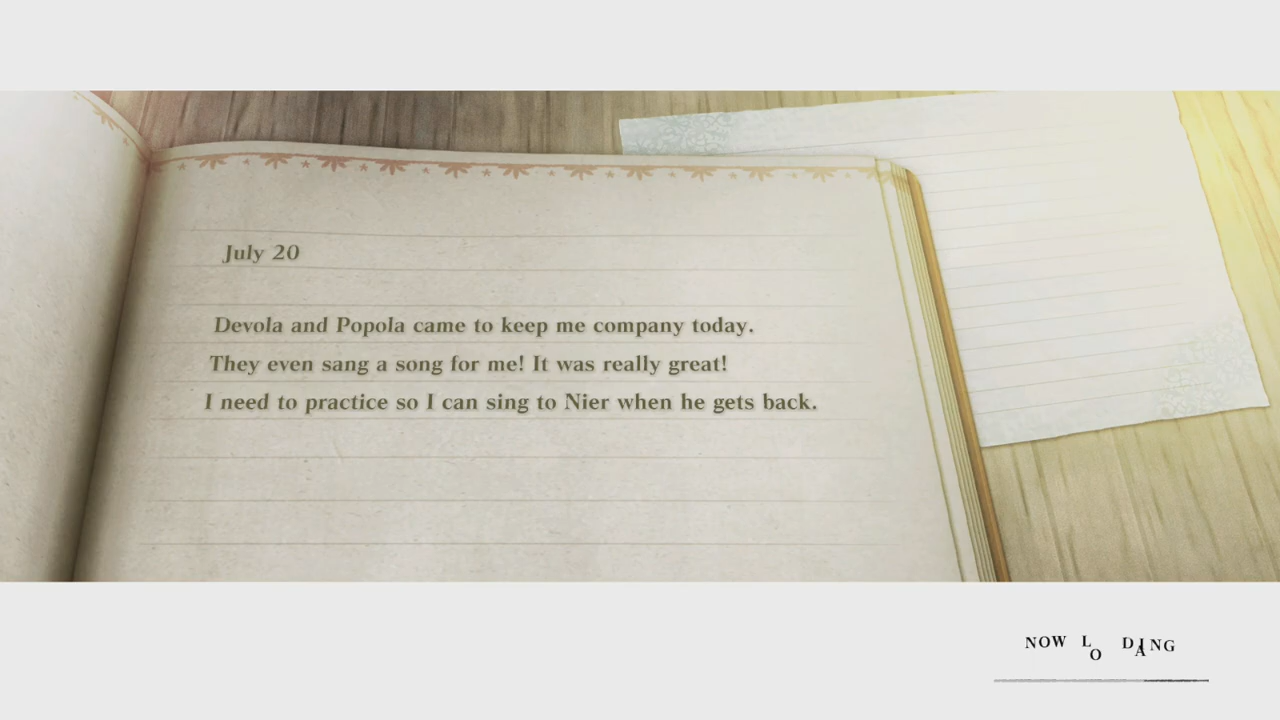 July 20
Devola and Popola came to keep me company today.
They even sang a song for me! It was really great!
I need to practice so I can sing to Nier when he gets back.
NOW LOADING